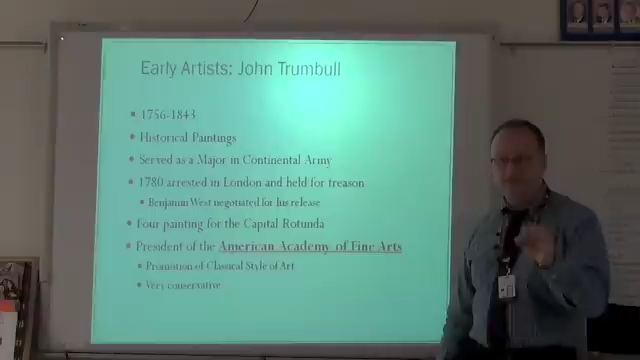 Early Artists: John Trumbull
1756-1843
Historical Paintings
Served as a Major in Continental Army
1780 arrested in London and held for treason
Benjamin West negotiated for his release
Four painting for the Capital Rotunda
President of the American Academy of Fine Arts
Promotion of Classical Style of Art
Very conservative